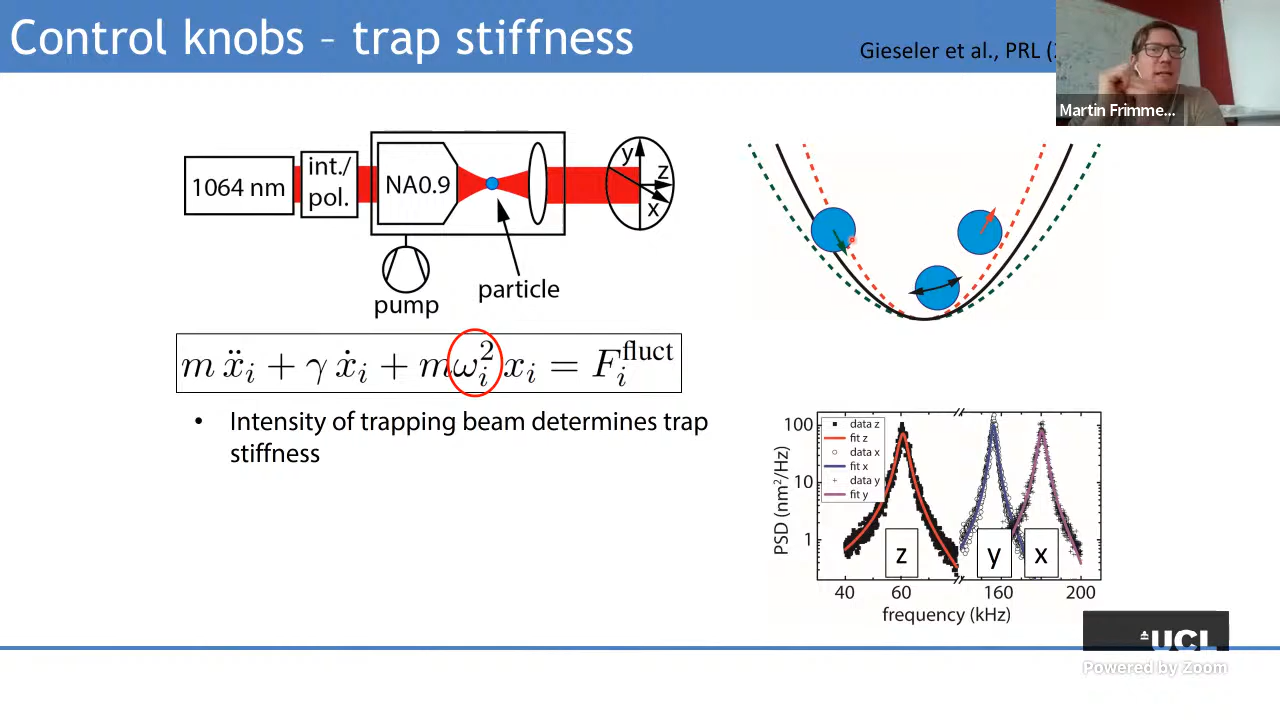 Control knobs – trap stiffness
Gieseler et al., PRL
Martin Frimme...
1064 nm
int./
pol.
NA0.9
y
z
x
pump
particle
m ẍᵢ + γ ẋᵢ + mωᵢ² xᵢ = Fᵢ^fluct
• Intensity of trapping beam determines trap
stiffness
PSD (nm²/Hz)
100
10
1
data z
fit z
data x
fit x
data y
fit y
z
y
x
40
60
160
200
frequency (kHz)
UCL
Powered by Zoom